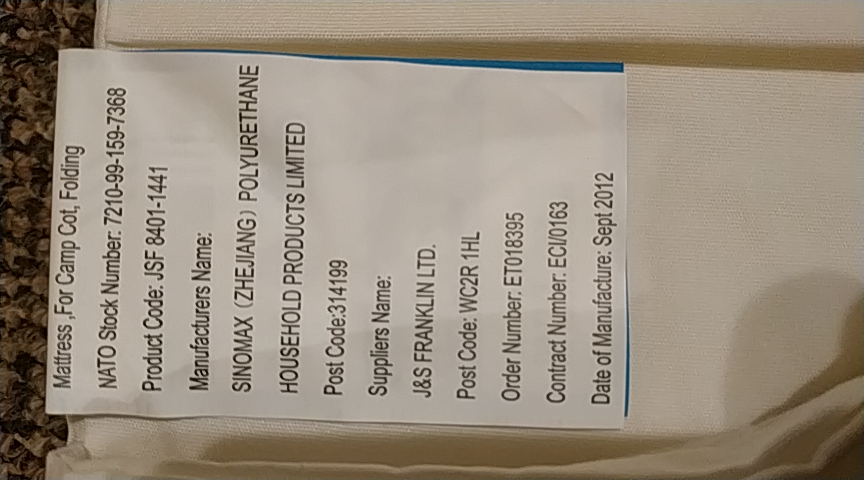 Mattress ,For Camp Cot, Folding
NATO Stock Number: 7210-99-159-7368
Product Code: JSF 8401-1441
Manufacturers Name:
SINOMAX (ZHEJIANG) POLYURETHANE
HOUSEHOLD PRODUCTS LIMITED
Post Code:314199
Suppliers Name:
J&S FRANKLIN LTD.
Post Code: WC2R 1HL
Order Number: ET018395
Contract Number: ECI/0163
Date of Manufacture: Sept 2012